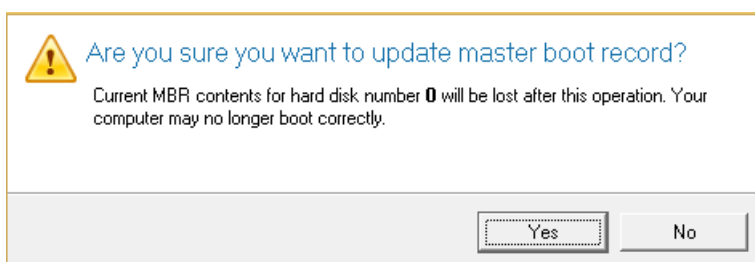 Are you sure you want to update master boot record?
Current MBR contents for hard disk number 0 will be lost after this operation. Your
computer may no longer boot correctly.
Yes
No